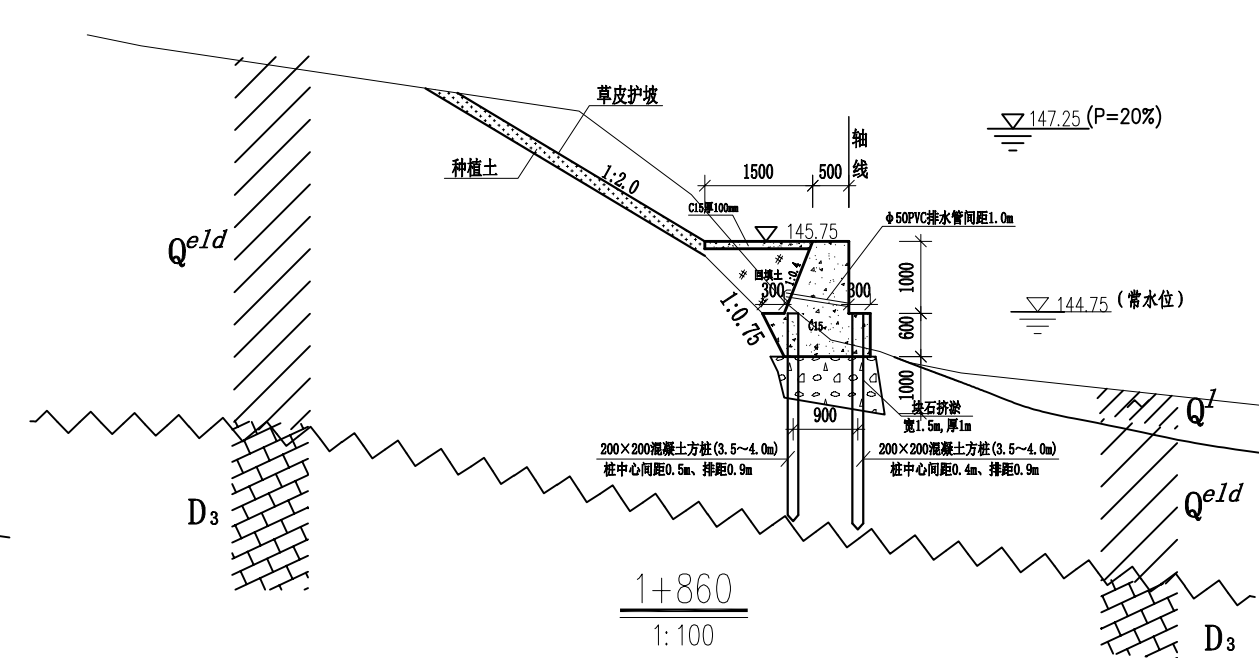 草皮护坡
147.25 (P=20%)
轴
线
种植土
1:2.0
1500
500
C15厚100mm
ф50PVC排水管间距1.0m
145.75
Q^eld
回填土
1:0.4
1000
300
300
144.75 (常水位)
1:0.75
C15
600
1000
块石挤淤
宽1.5m,厚1m
Q^l
900
200×200混凝土方桩(3.5～4.0m)
桩中心间距0.5m、排距0.9m
200×200混凝土方桩(3.5～4.0m)
桩中心间距0.4m、排距0.9m
D₃
Q^eld
1+860
1:100
D₃